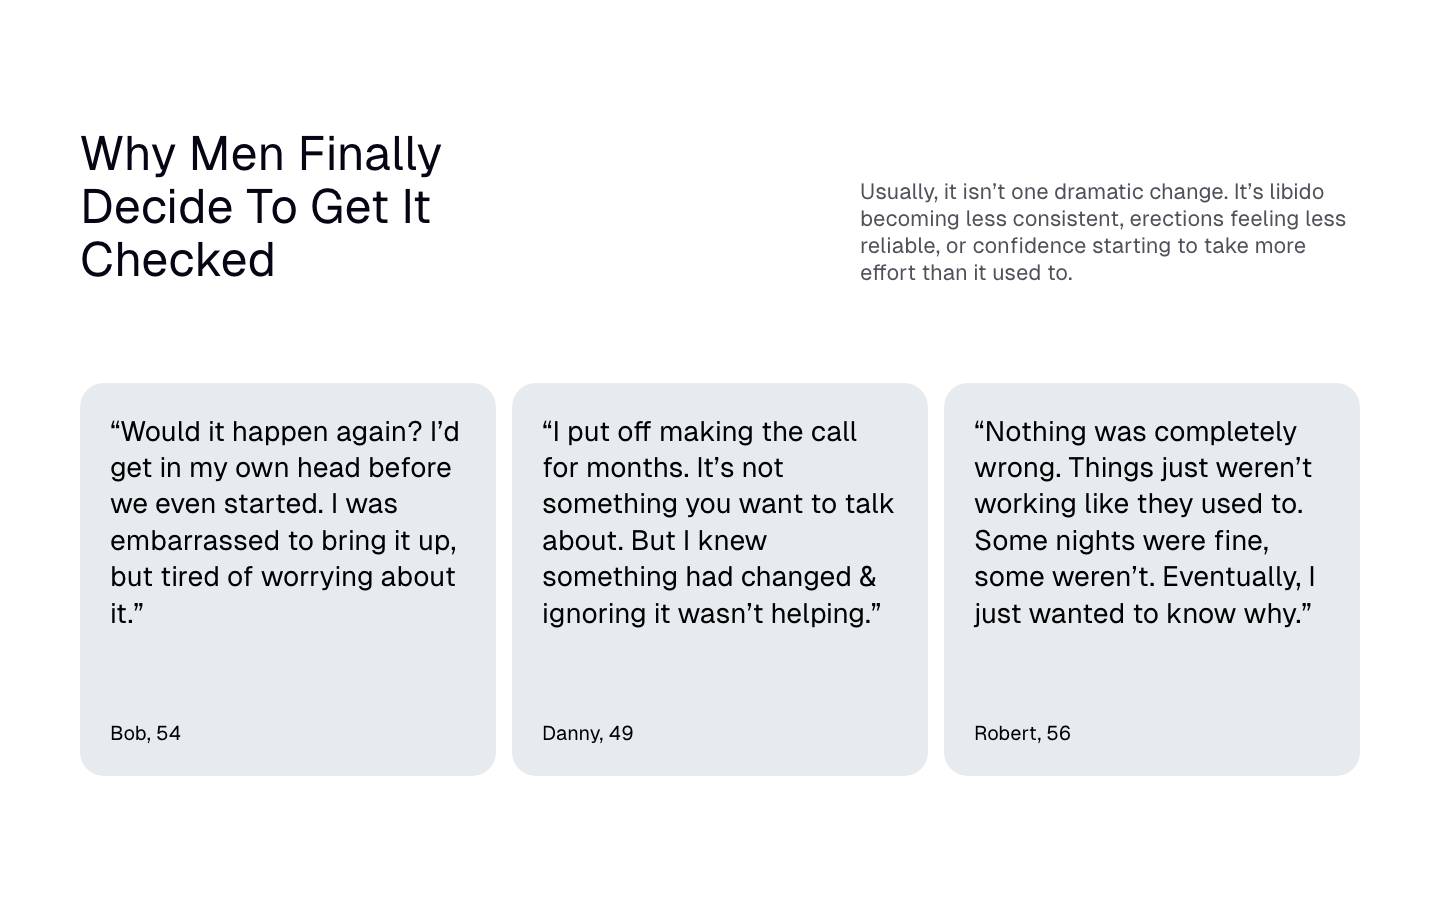 Why Men Finally
Decide To Get It
Checked
Usually, it isn’t one dramatic change. It’s libido
becoming less consistent, erections feeling less
reliable, or confidence starting to take more
effort than it used to.
“Would it happen again? I’d
get in my own head before
we even started. I was
embarrassed to bring it up,
but tired of worrying about
it.”
Bob, 54
“I put off making the call
for months. It’s not
something you want to talk
about. But I knew
something had changed &
ignoring it wasn’t helping.”
Danny, 49
“Nothing was completely
wrong. Things just weren’t
working like they used to.
Some nights were fine,
some weren’t. Eventually, I
just wanted to know why.”
Robert, 56